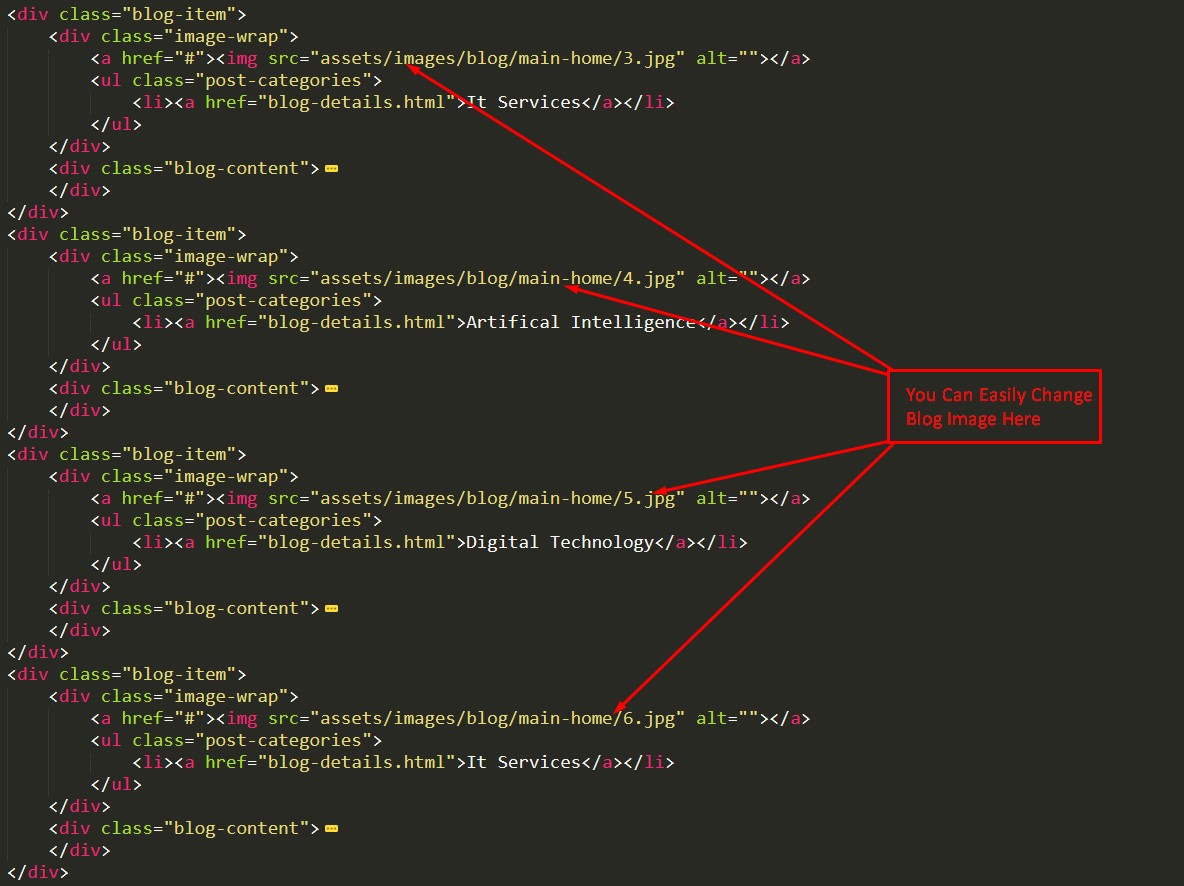 <div class="blog-item">
    <div class="image-wrap">
        <a href="#"><img src="assets/images/blog/main-home/3.jpg" alt=""></a>
        <ul class="post-categories">
            <li><a href="blog-details.html">It Services</a></li>
        </ul>
    </div>
    <div class="blog-content">
    </div>
</div>
<div class="blog-item">
    <div class="image-wrap">
        <a href="#"><img src="assets/images/blog/main-home/4.jpg" alt=""></a>
        <ul class="post-categories">
            <li><a href="blog-details.html">Artifical Intelligence</a></li>
        </ul>
    </div>
    <div class="blog-content">
    </div>
</div>
<div class="blog-item">
    <div class="image-wrap">
        <a href="#"><img src="assets/images/blog/main-home/5.jpg" alt=""></a>
        <ul class="post-categories">
            <li><a href="blog-details.html">Digital Technology</a></li>
        </ul>
    </div>
    <div class="blog-content">
    </div>
</div>
<div class="blog-item">
    <div class="image-wrap">
        <a href="#"><img src="assets/images/blog/main-home/6.jpg" alt=""></a>
        <ul class="post-categories">
            <li><a href="blog-details.html">It Services</a></li>
        </ul>
    </div>
    <div class="blog-content">
    </div>
</div>
You Can Easily Change
Blog Image Here